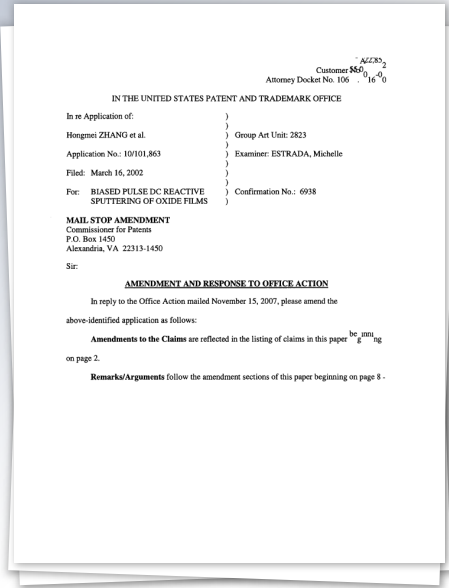 Customer
Attorney Docket No. 106
IN THE UNITED STATES PATENT AND TRADEMARK OFFICE
In re Application of: )
)
Hongmei ZHANG et al. ) Group Art Unit: 2823
)
Application No.: 10/101,863 ) Examiner: ESTRADA, Michelle
)
Filed: March 16, 2002 )
)
For: BIASED PULSE DC REACTIVE ) Confirmation No.: 6938
SPUTTERING OF OXIDE FILMS )
MAIL STOP AMENDMENT
Commissioner for Patents
P.O. Box 1450
Alexandria, VA 22313-1450
Sir:
AMENDMENT AND RESPONSE TO OFFICE ACTION
In reply to the Office Action mailed November 15, 2007, please amend the
above-identified application as follows:
Amendments to the Claims are reflected in the listing of claims in this paper beginning
on page 2.
Remarks/Arguments follow the amendment sections of this paper beginning on page 8 -